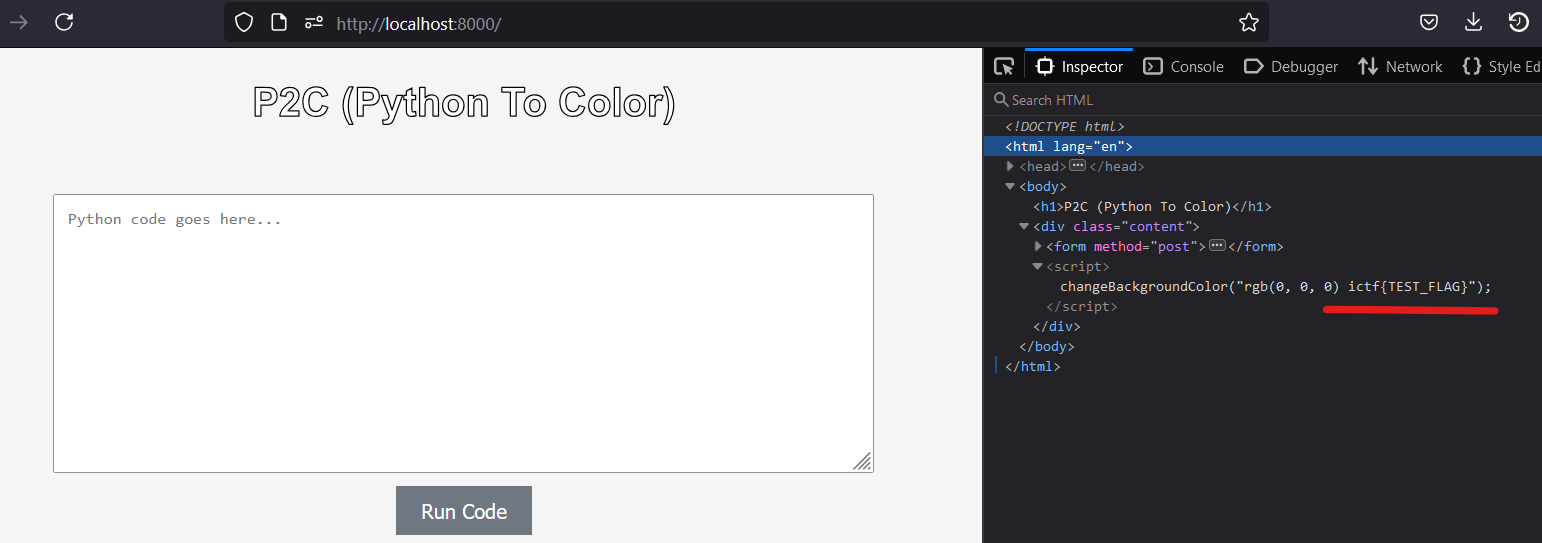 http://localhost:8000/
P2C (Python To Color)
Python code goes here...
Run Code
Inspector Console Debugger Network Style Ed
Search HTML
<!DOCTYPE html>
<html lang="en">
<head>...</head>
<body>
<h1>P2C (Python To Color)</h1>
<div class="content">
<form method="post">...</form>
<script>
changeBackgroundColor("rgb(0, 0, 0) ictf{TEST_FLAG}");
</script>
</div>
</body>
</html>